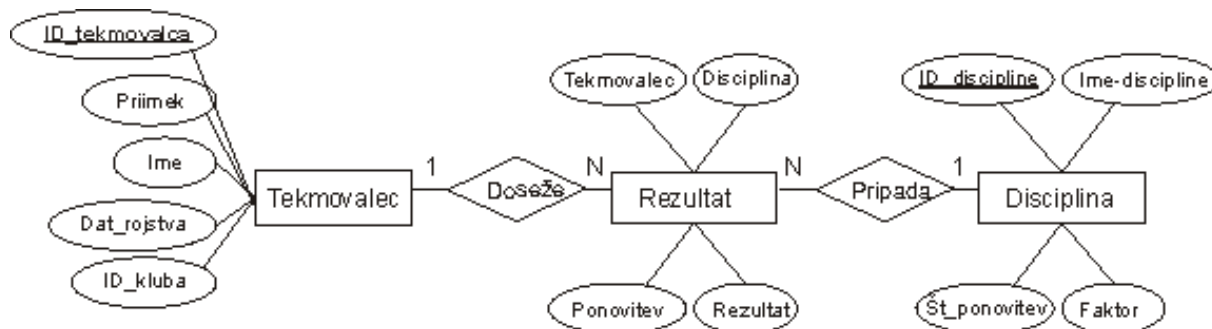 ID_tekmovalca
Priimek
Ime
Dat_rojstva
ID_kluba
Tekmovalec
1
Doseže
N
Tekmovalec
Disciplina
Rezultat
Ponovitev
Rezultat
N
Pripada
1
ID_discipline
Ime-discipline
Disciplina
Št_ponovitev
Faktor